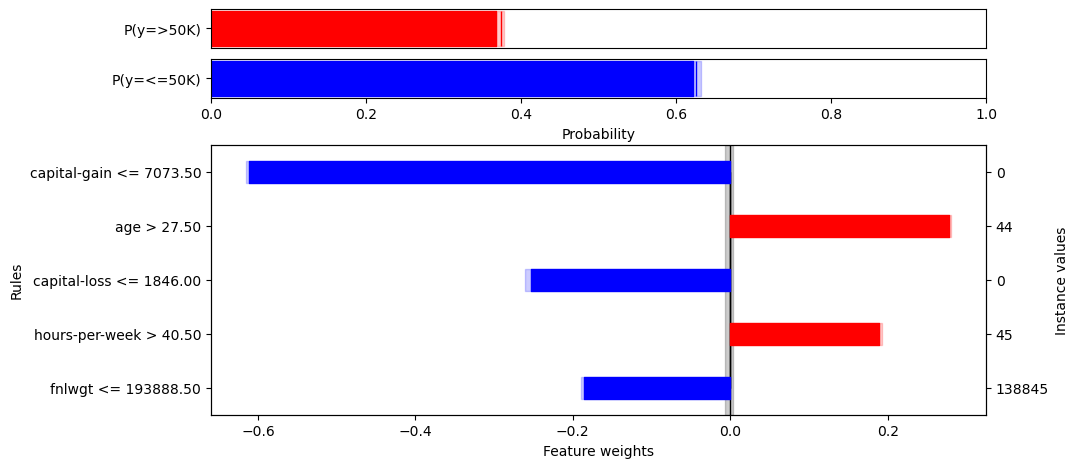 P(y=>50K)
P(y=<=50K)
0.0 0.2 0.4 0.6 0.8 1.0
Probability
Rules
capital-gain <= 7073.50 0
age > 27.50 44
capital-loss <= 1846.00 0
hours-per-week > 40.50 45
fnlwgt <= 193888.50 138845
Instance values
−0.6 −0.4 −0.2 0.0 0.2
Feature weights